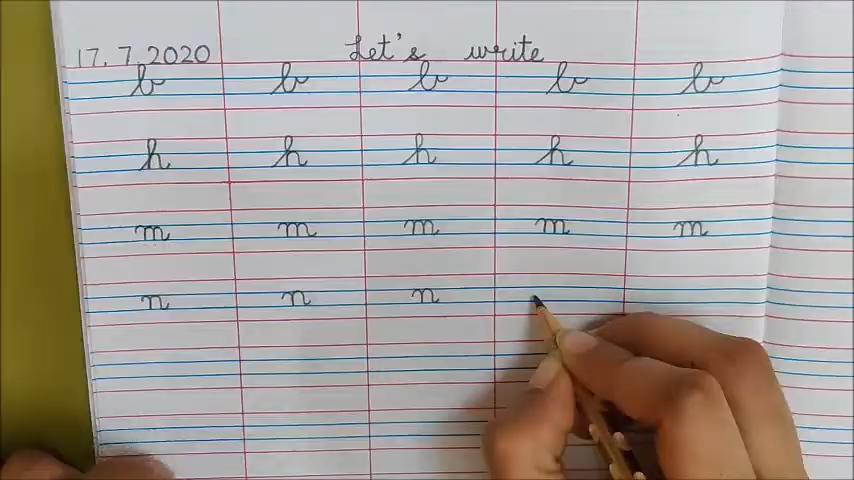 17.7.2020 Let's write
b b b b b
h h h h h
m m m m m
n n n